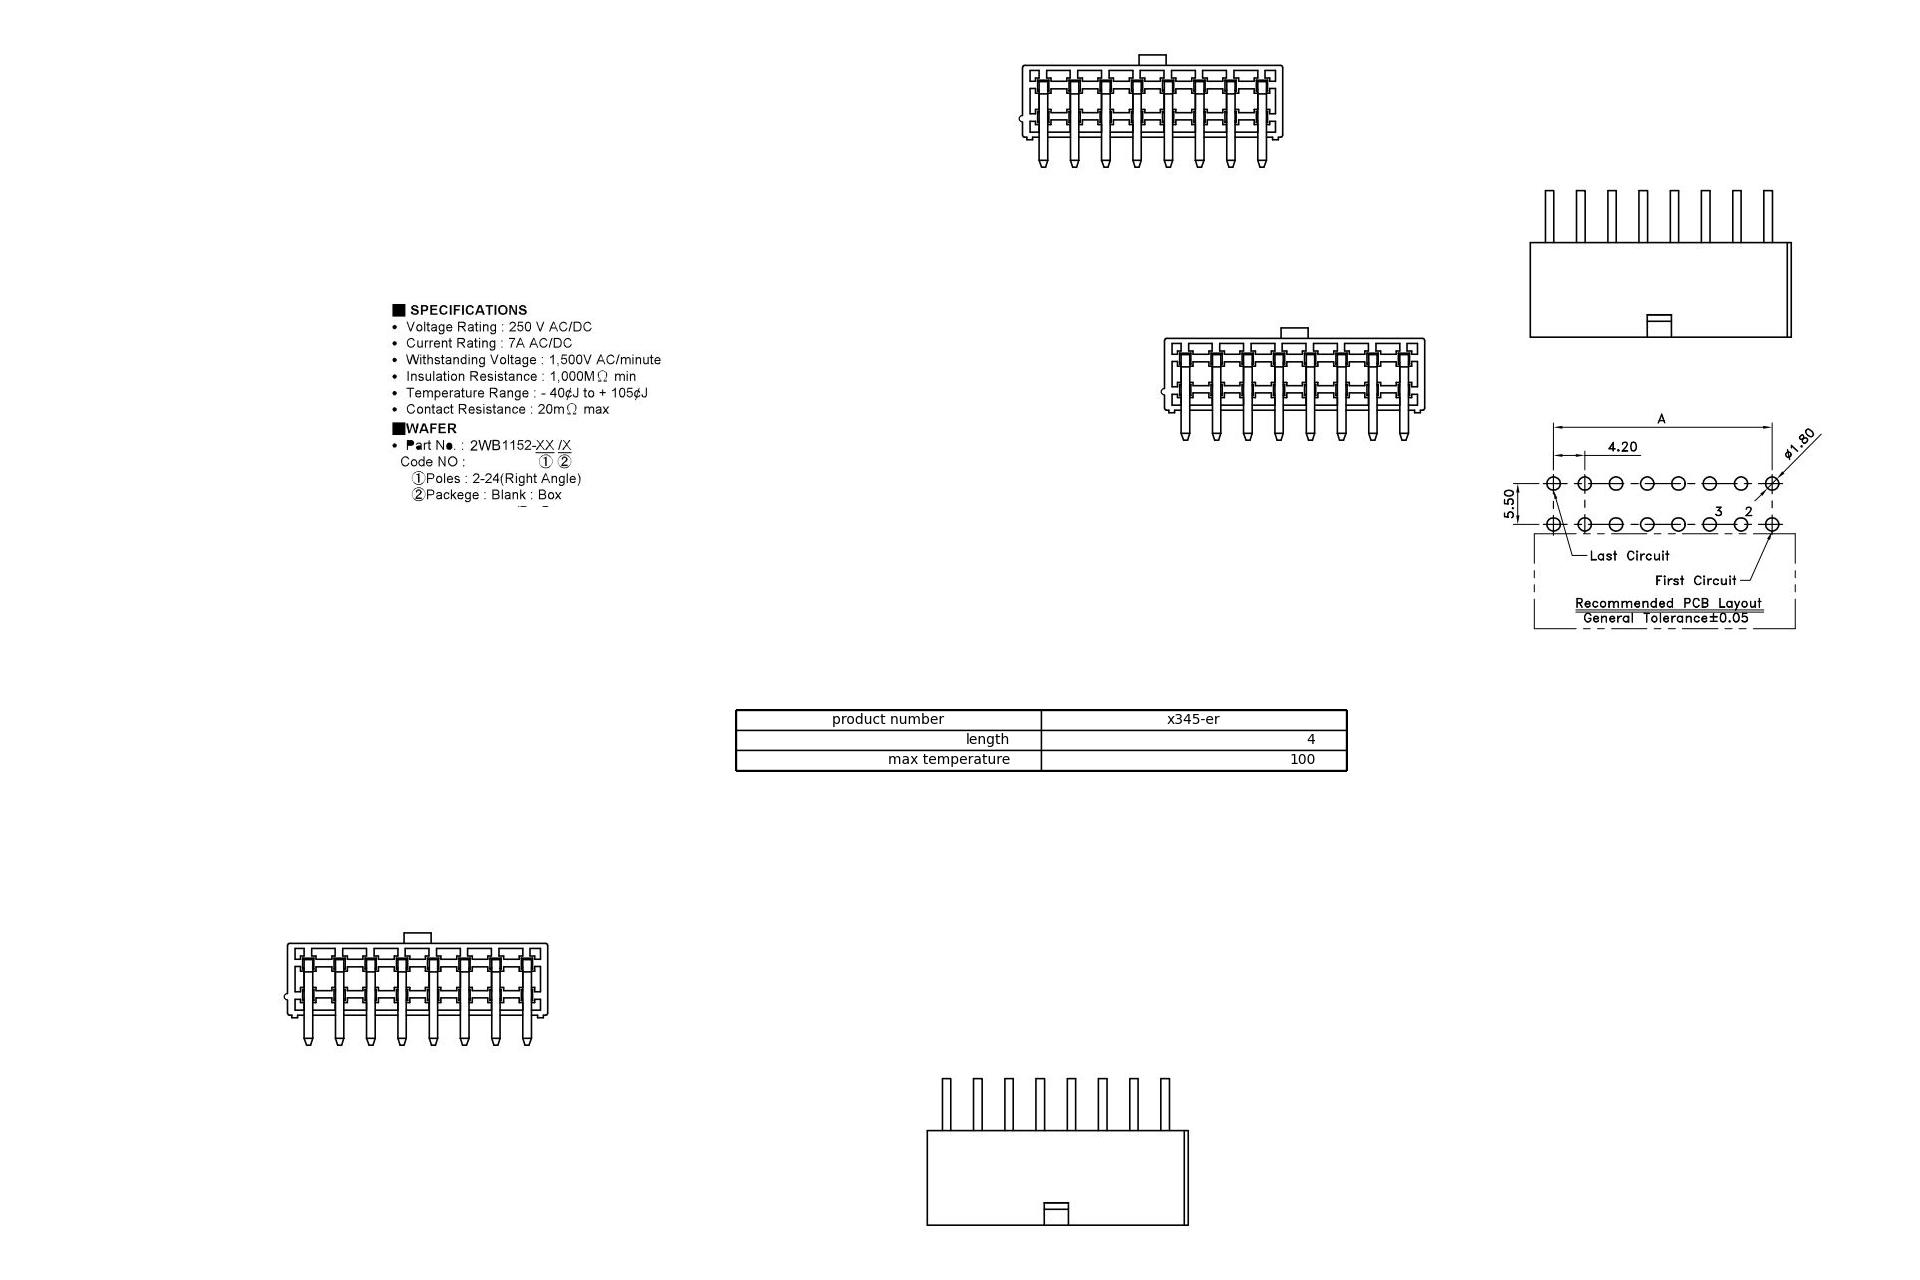 ■ SPECIFICATIONS
• Voltage Rating : 250 V AC/DC
• Current Rating : 7A AC/DC
• Withstanding Voltage : 1,500V AC/minute
• Insulation Resistance : 1,000MΩ min
• Temperature Range : - 40¢J to + 105¢J
• Contact Resistance : 20mΩ max
■WAFER
• Part No. : 2WB1152-XX /X
Code NO : ① ②
①Poles : 2-24(Right Angle)
②Packege : Blank : Box
A
4.20
ø1.80
5.50
3 2
Last Circuit
First Circuit
Recommended PCB Layout
General Tolerance±0.05
product number x345-er
length 4
max temperature 100